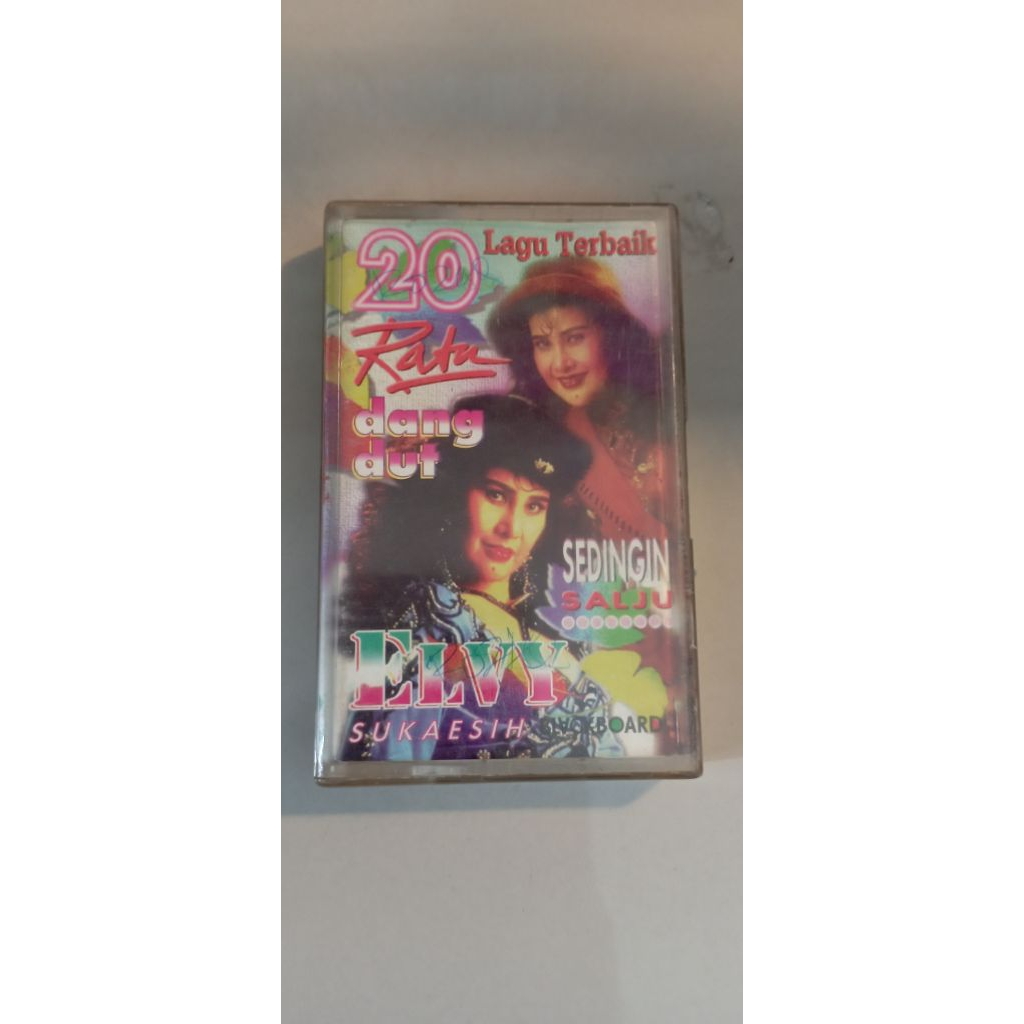 20 Lagu Terbaik
Ratu
dang
dut
SEDINGIN
SALJU
ELVY
SUKAESIH